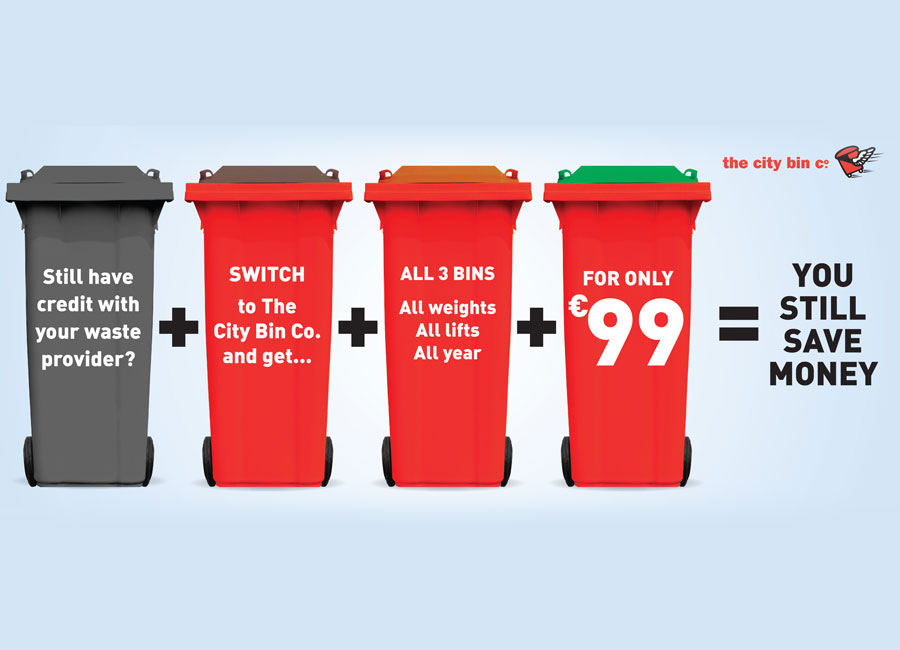 the city bin co.
Still have
credit with
your waste
provider?
+
SWITCH
to The
City Bin Co.
and get...
+
ALL 3 BINS
All weights
All lifts
All year
+
FOR ONLY
€99
=
YOU
STILL
SAVE
MONEY